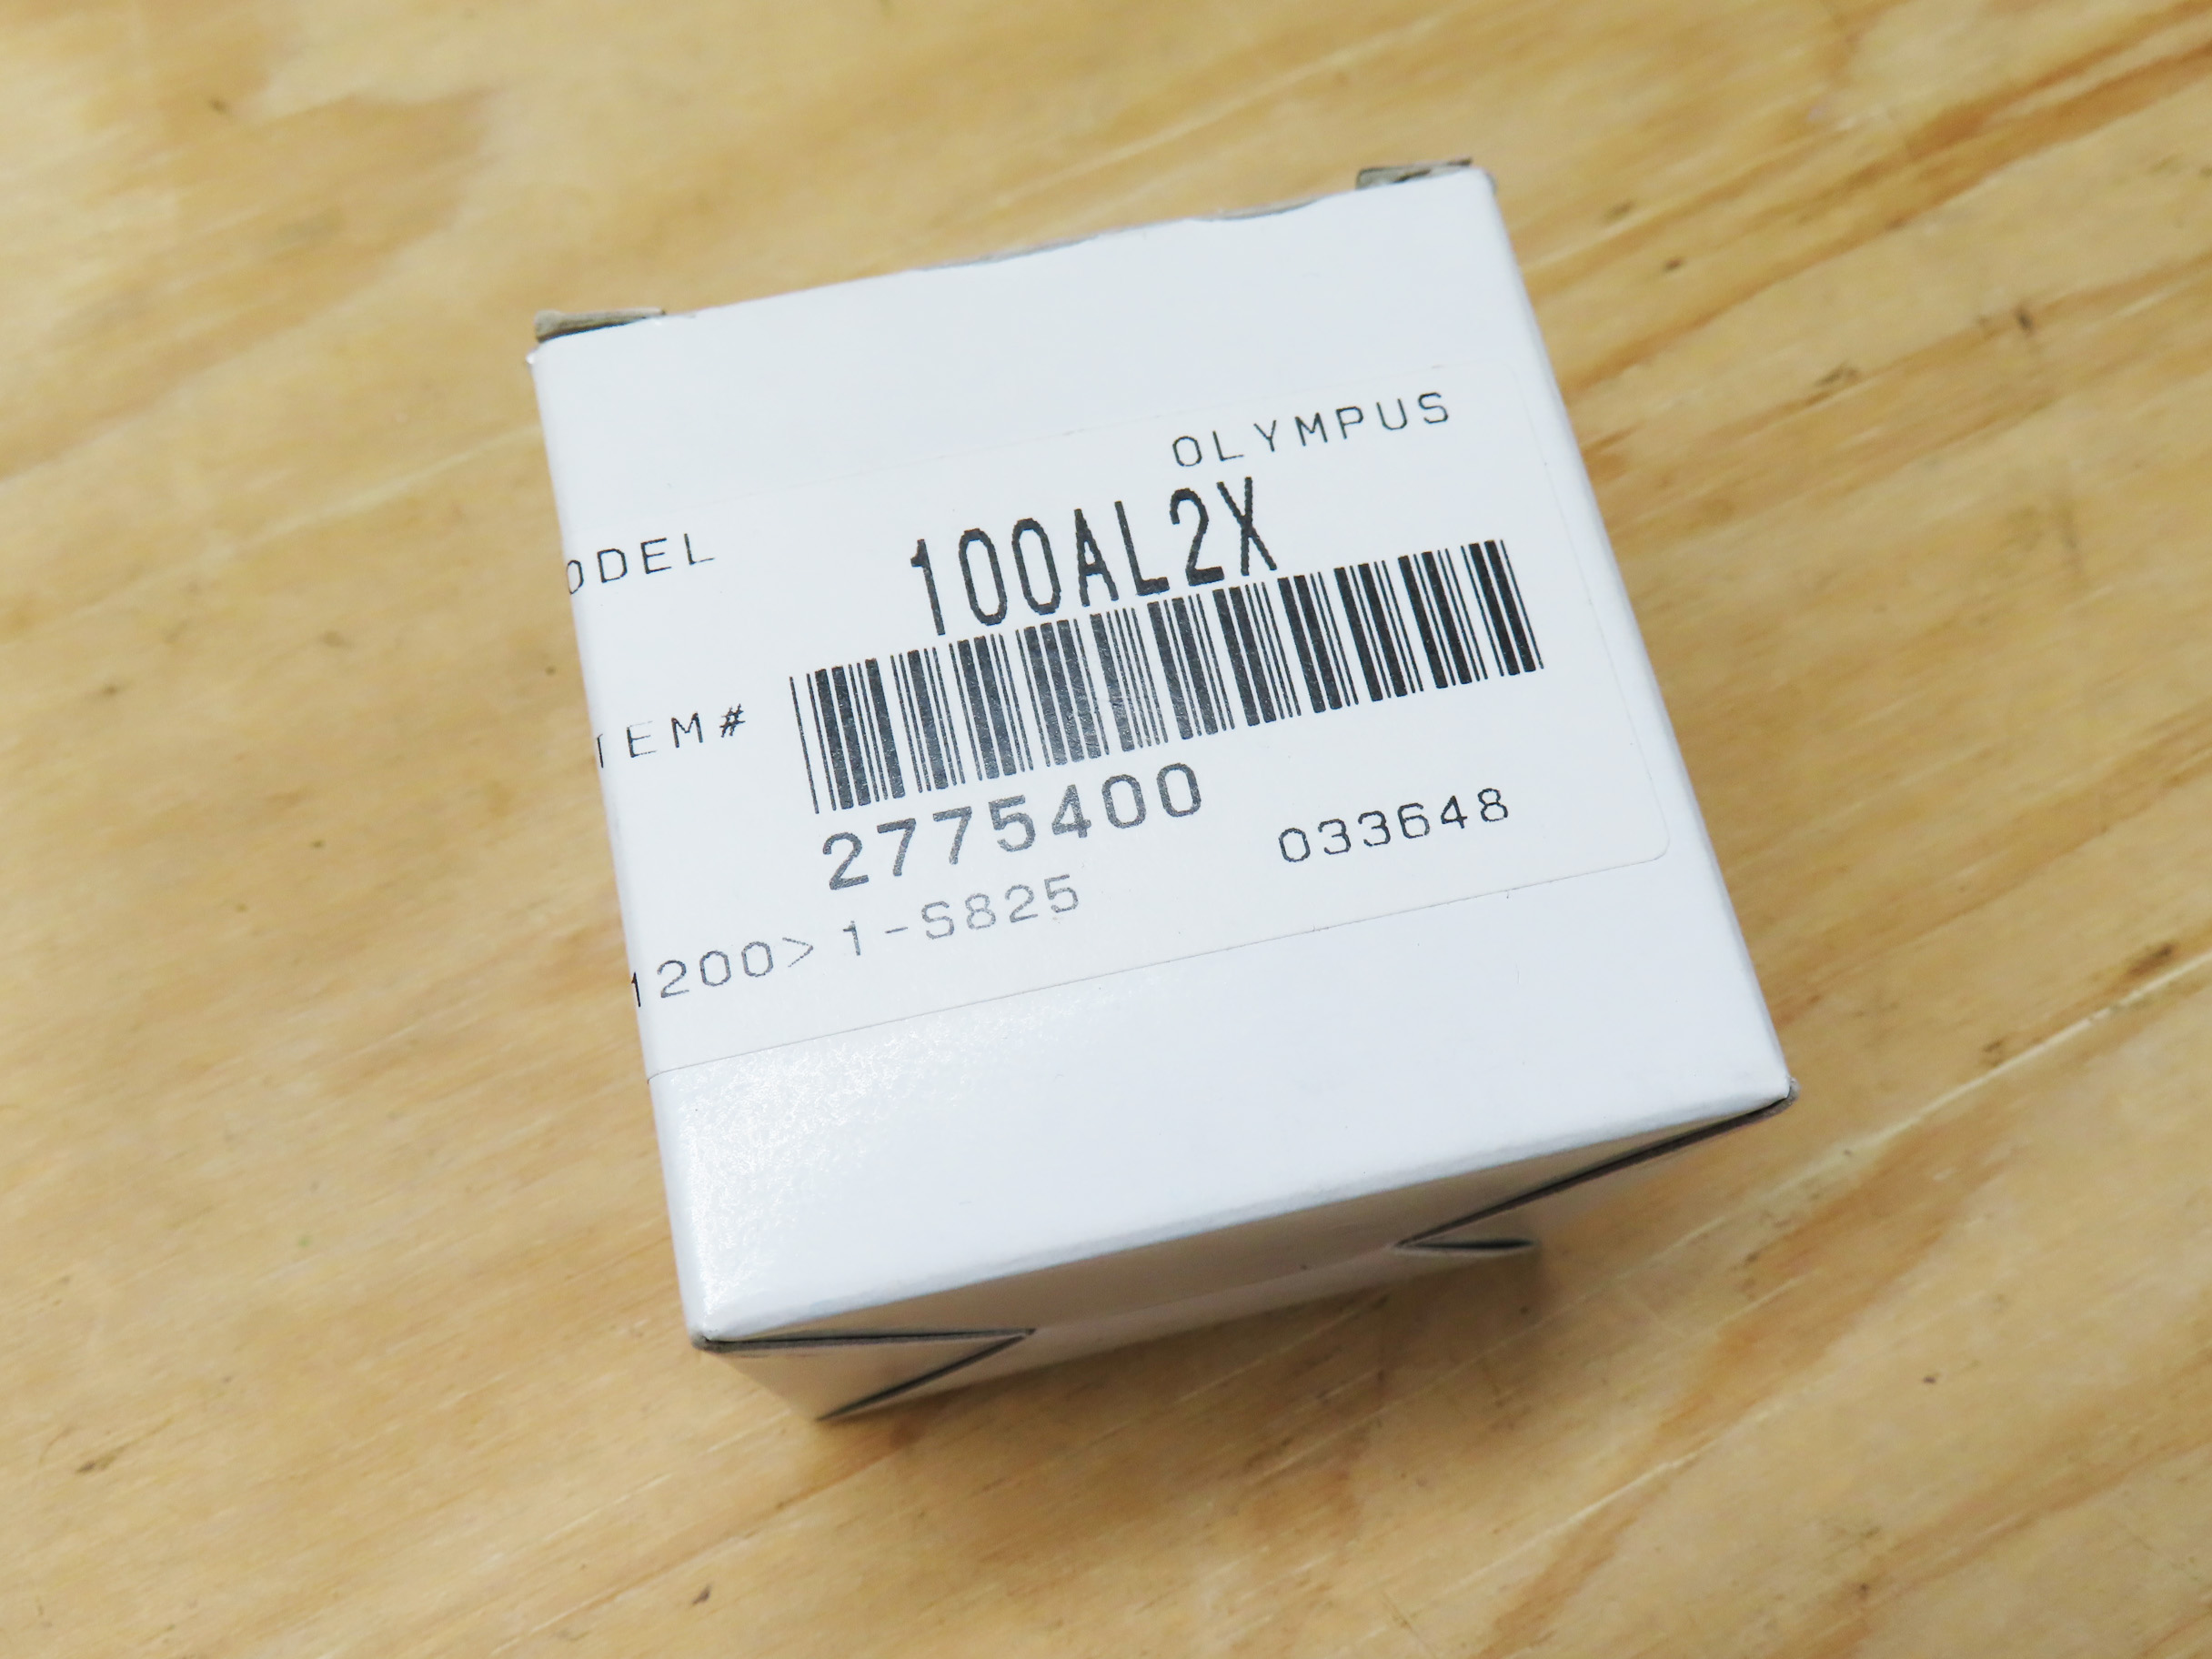 OLYMPUS
ODEL 100AL2X
TEM#
2775400 033648
1200> 1-S825